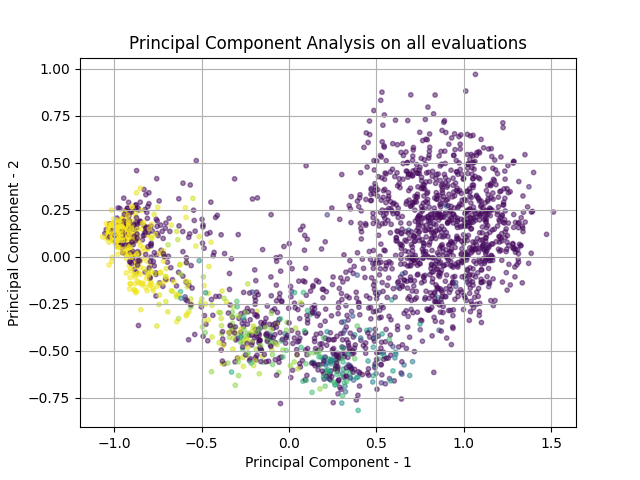 Principal Component Analysis on all evaluations
1.00
0.75
0.50
0.25
0.00
−0.25
−0.50
−0.75
Principal Component - 2
−1.0 −0.5 0.0 0.5 1.0 1.5
Principal Component - 1